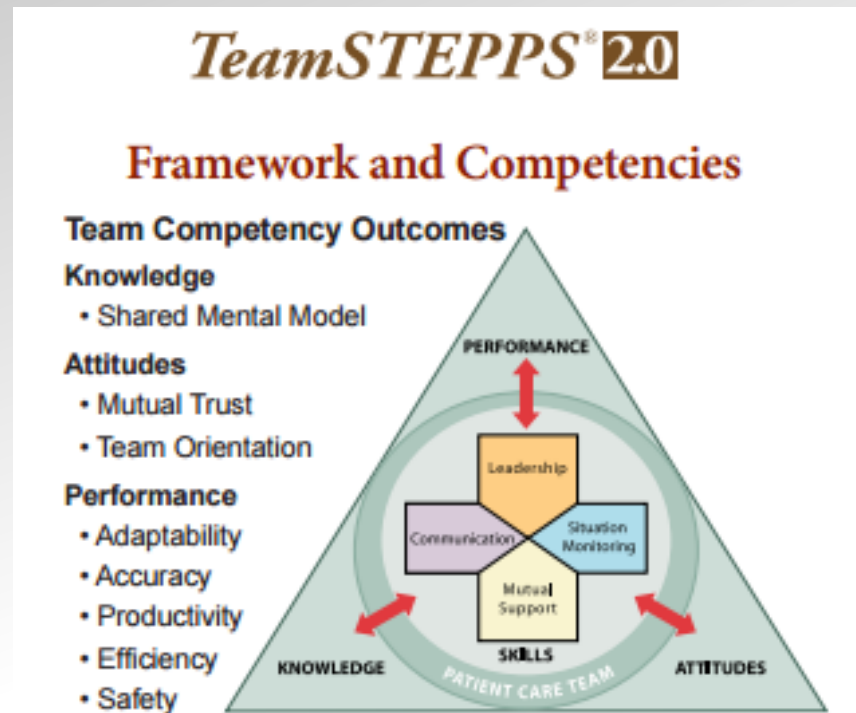 TeamSTEPPS® 2.0
Framework and Competencies
Team Competency Outcomes
Knowledge
• Shared Mental Model
Attitudes
• Mutual Trust
• Team Orientation
Performance
• Adaptability
• Accuracy
• Productivity
• Efficiency
• Safety
PERFORMANCE
Leadership
Communication
Situation
Monitoring
Mutual
Support
SKILLS
KNOWLEDGE
ATTITUDES
PATIENT CARE TEAM